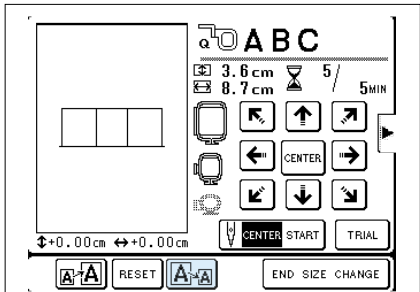 Q ABC
3.6cm 5/
8.7cm 5MIN
CENTER
+0.00cm +0.00cm
CENTER START TRIAL
A A RESET A A END SIZE CHANGE